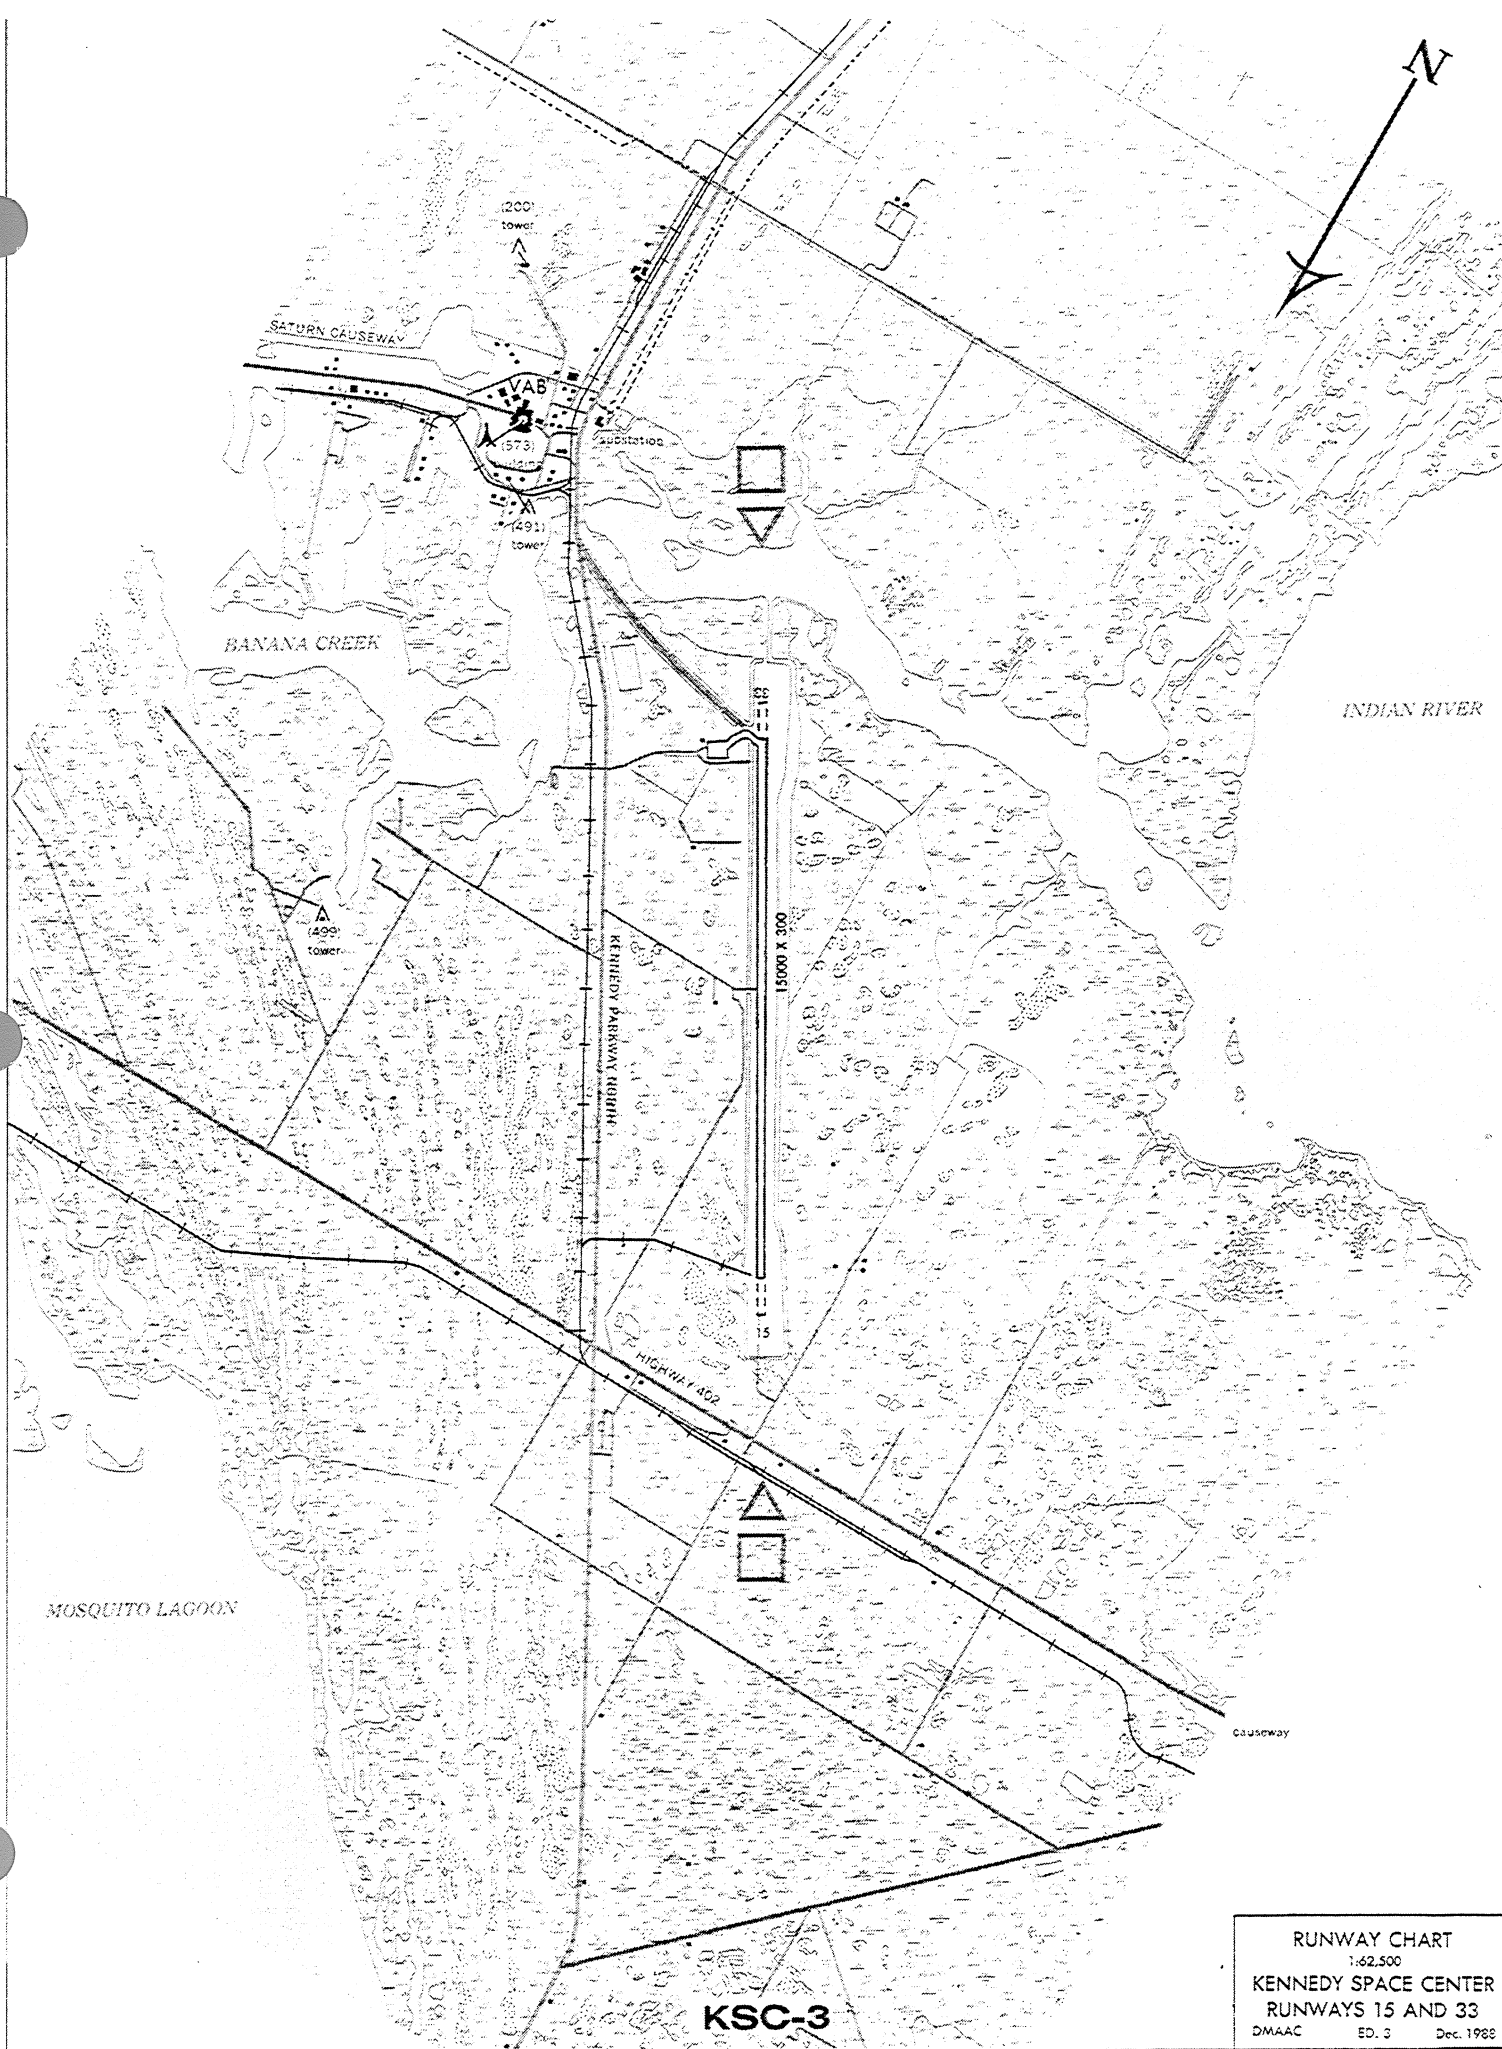 N
(200)
tower
SATURN CAUSEWAY
VAB
(573)
substation
(491)
tower
BANANA CREEK
INDIAN RIVER
33
(499)
tower
15000 X 300
KENNEDY PARKWAY NORTH
15
HIGHWAY 402
MOSQUITO LAGOON
causeway
KSC-3
RUNWAY CHART
1:62,500
KENNEDY SPACE CENTER
RUNWAYS 15 AND 33
DMAAC ED. 3 Dec. 1988